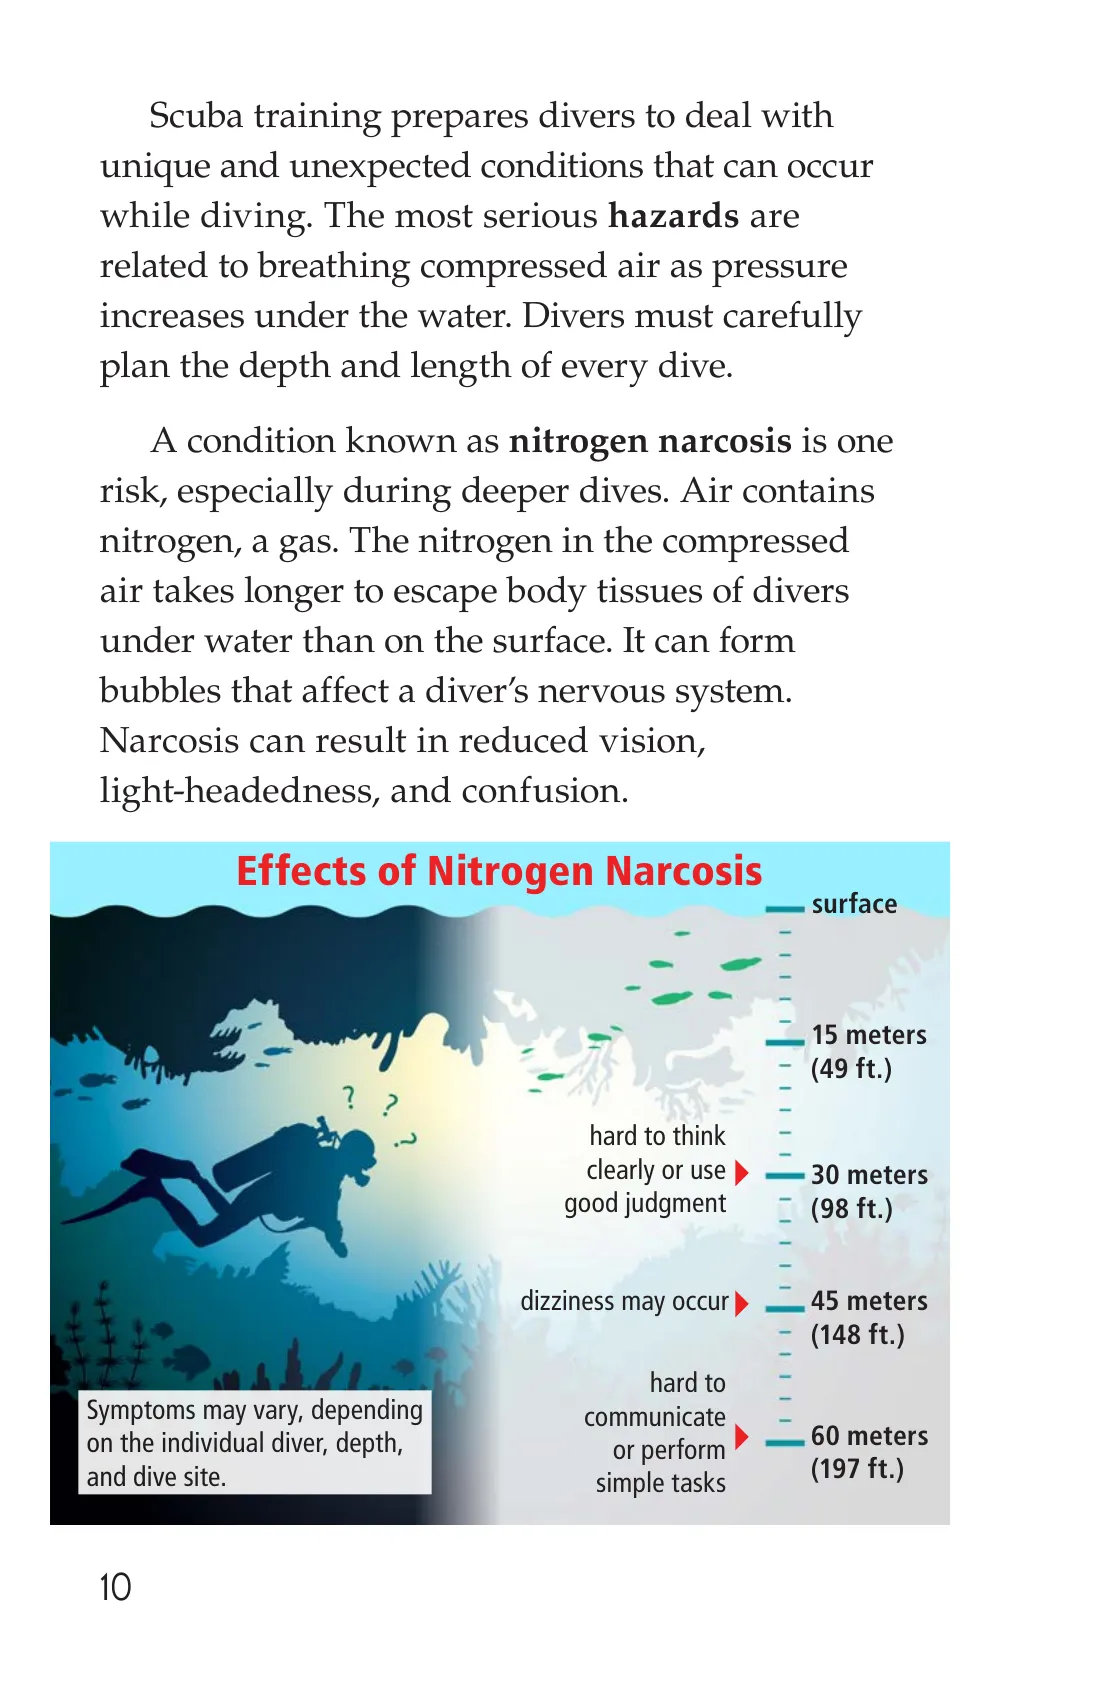 Scuba training prepares divers to deal with
unique and unexpected conditions that can occur
while diving. The most serious hazards are
related to breathing compressed air as pressure
increases under the water. Divers must carefully
plan the depth and length of every dive.
A condition known as nitrogen narcosis is one
risk, especially during deeper dives. Air contains
nitrogen, a gas. The nitrogen in the compressed
air takes longer to escape body tissues of divers
under water than on the surface. It can form
bubbles that affect a diver’s nervous system.
Narcosis can result in reduced vision,
light-headedness, and confusion.
Effects of Nitrogen Narcosis
surface
15 meters
(49 ft.)
? ? ?
hard to think
clearly or use
good judgment
30 meters
(98 ft.)
dizziness may occur
45 meters
(148 ft.)
hard to
communicate
or perform
simple tasks
60 meters
(197 ft.)
Symptoms may vary, depending
on the individual diver, depth,
and dive site.
10